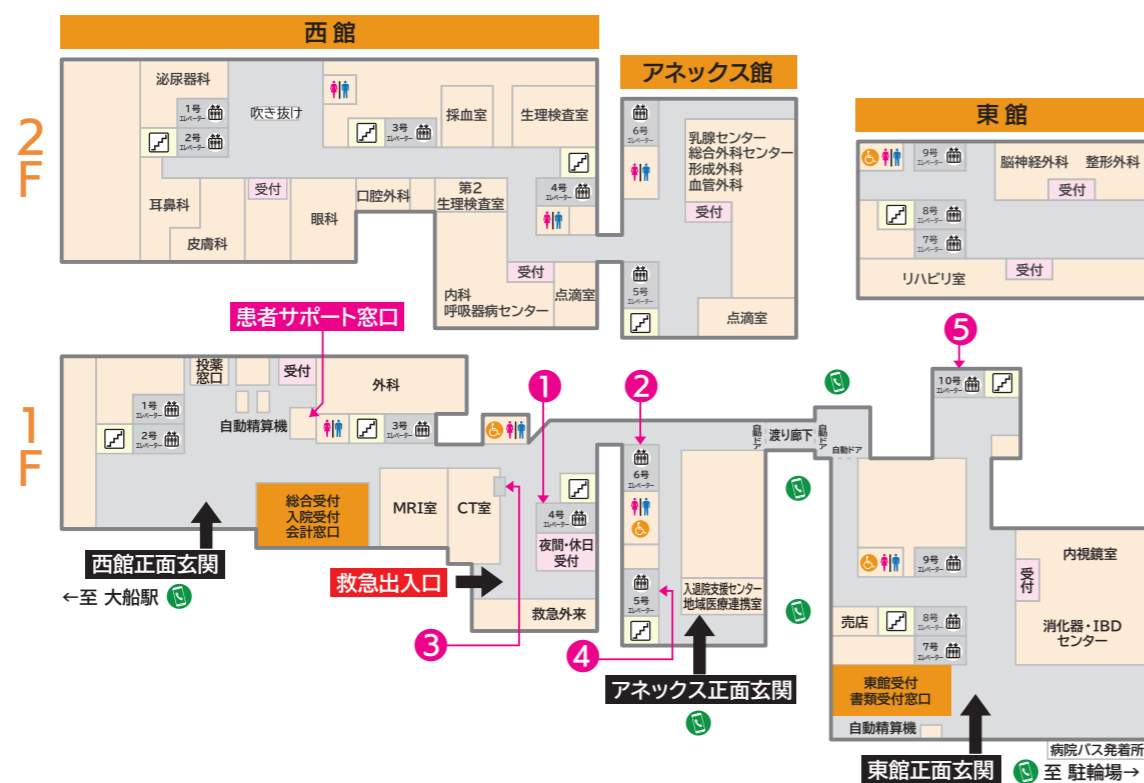 西館
アネックス館
東館
2F
泌尿器科
1号
エレベーター
2号
エレベーター
吹き抜け
3号
エレベーター
採血室
生理検査室
耳鼻科
皮膚科
受付
眼科
口腔外科
第2
生理検査室
4号
エレベーター
受付
内科
呼吸器病センター
点滴室
6号
エレベーター
乳腺センター
総合外科センター
形成外科
血管外科
受付
5号
エレベーター
点滴室
9号
エレベーター
脳神経外科 整形外科
受付
8号
エレベーター
7号
エレベーター
リハビリ室
受付
患者サポート窓口
1F
投薬
窓口
受付
外科
1号
エレベーター
2号
エレベーター
自動精算機
3号
エレベーター
総合受付
入院受付
会計窓口
MRI室
CT室
1
4号
エレベーター
夜間・休日
受付
救急外来
西館正面玄関
←至 大船駅
救急出入口
3
2
6号
エレベーター
5号
エレベーター
4
入退院支援センター
地域医療連携室
アネックス正面玄関
自動ドア
渡り廊下
自動ドア
自動ドア
5
10号
エレベーター
9号
エレベーター
内視鏡室
受付
消化器・IBD
センター
売店
8号
エレベーター
7号
エレベーター
東館受付
書類受付窓口
自動精算機
東館正面玄関
病院バス発着所
至 駐輪場→